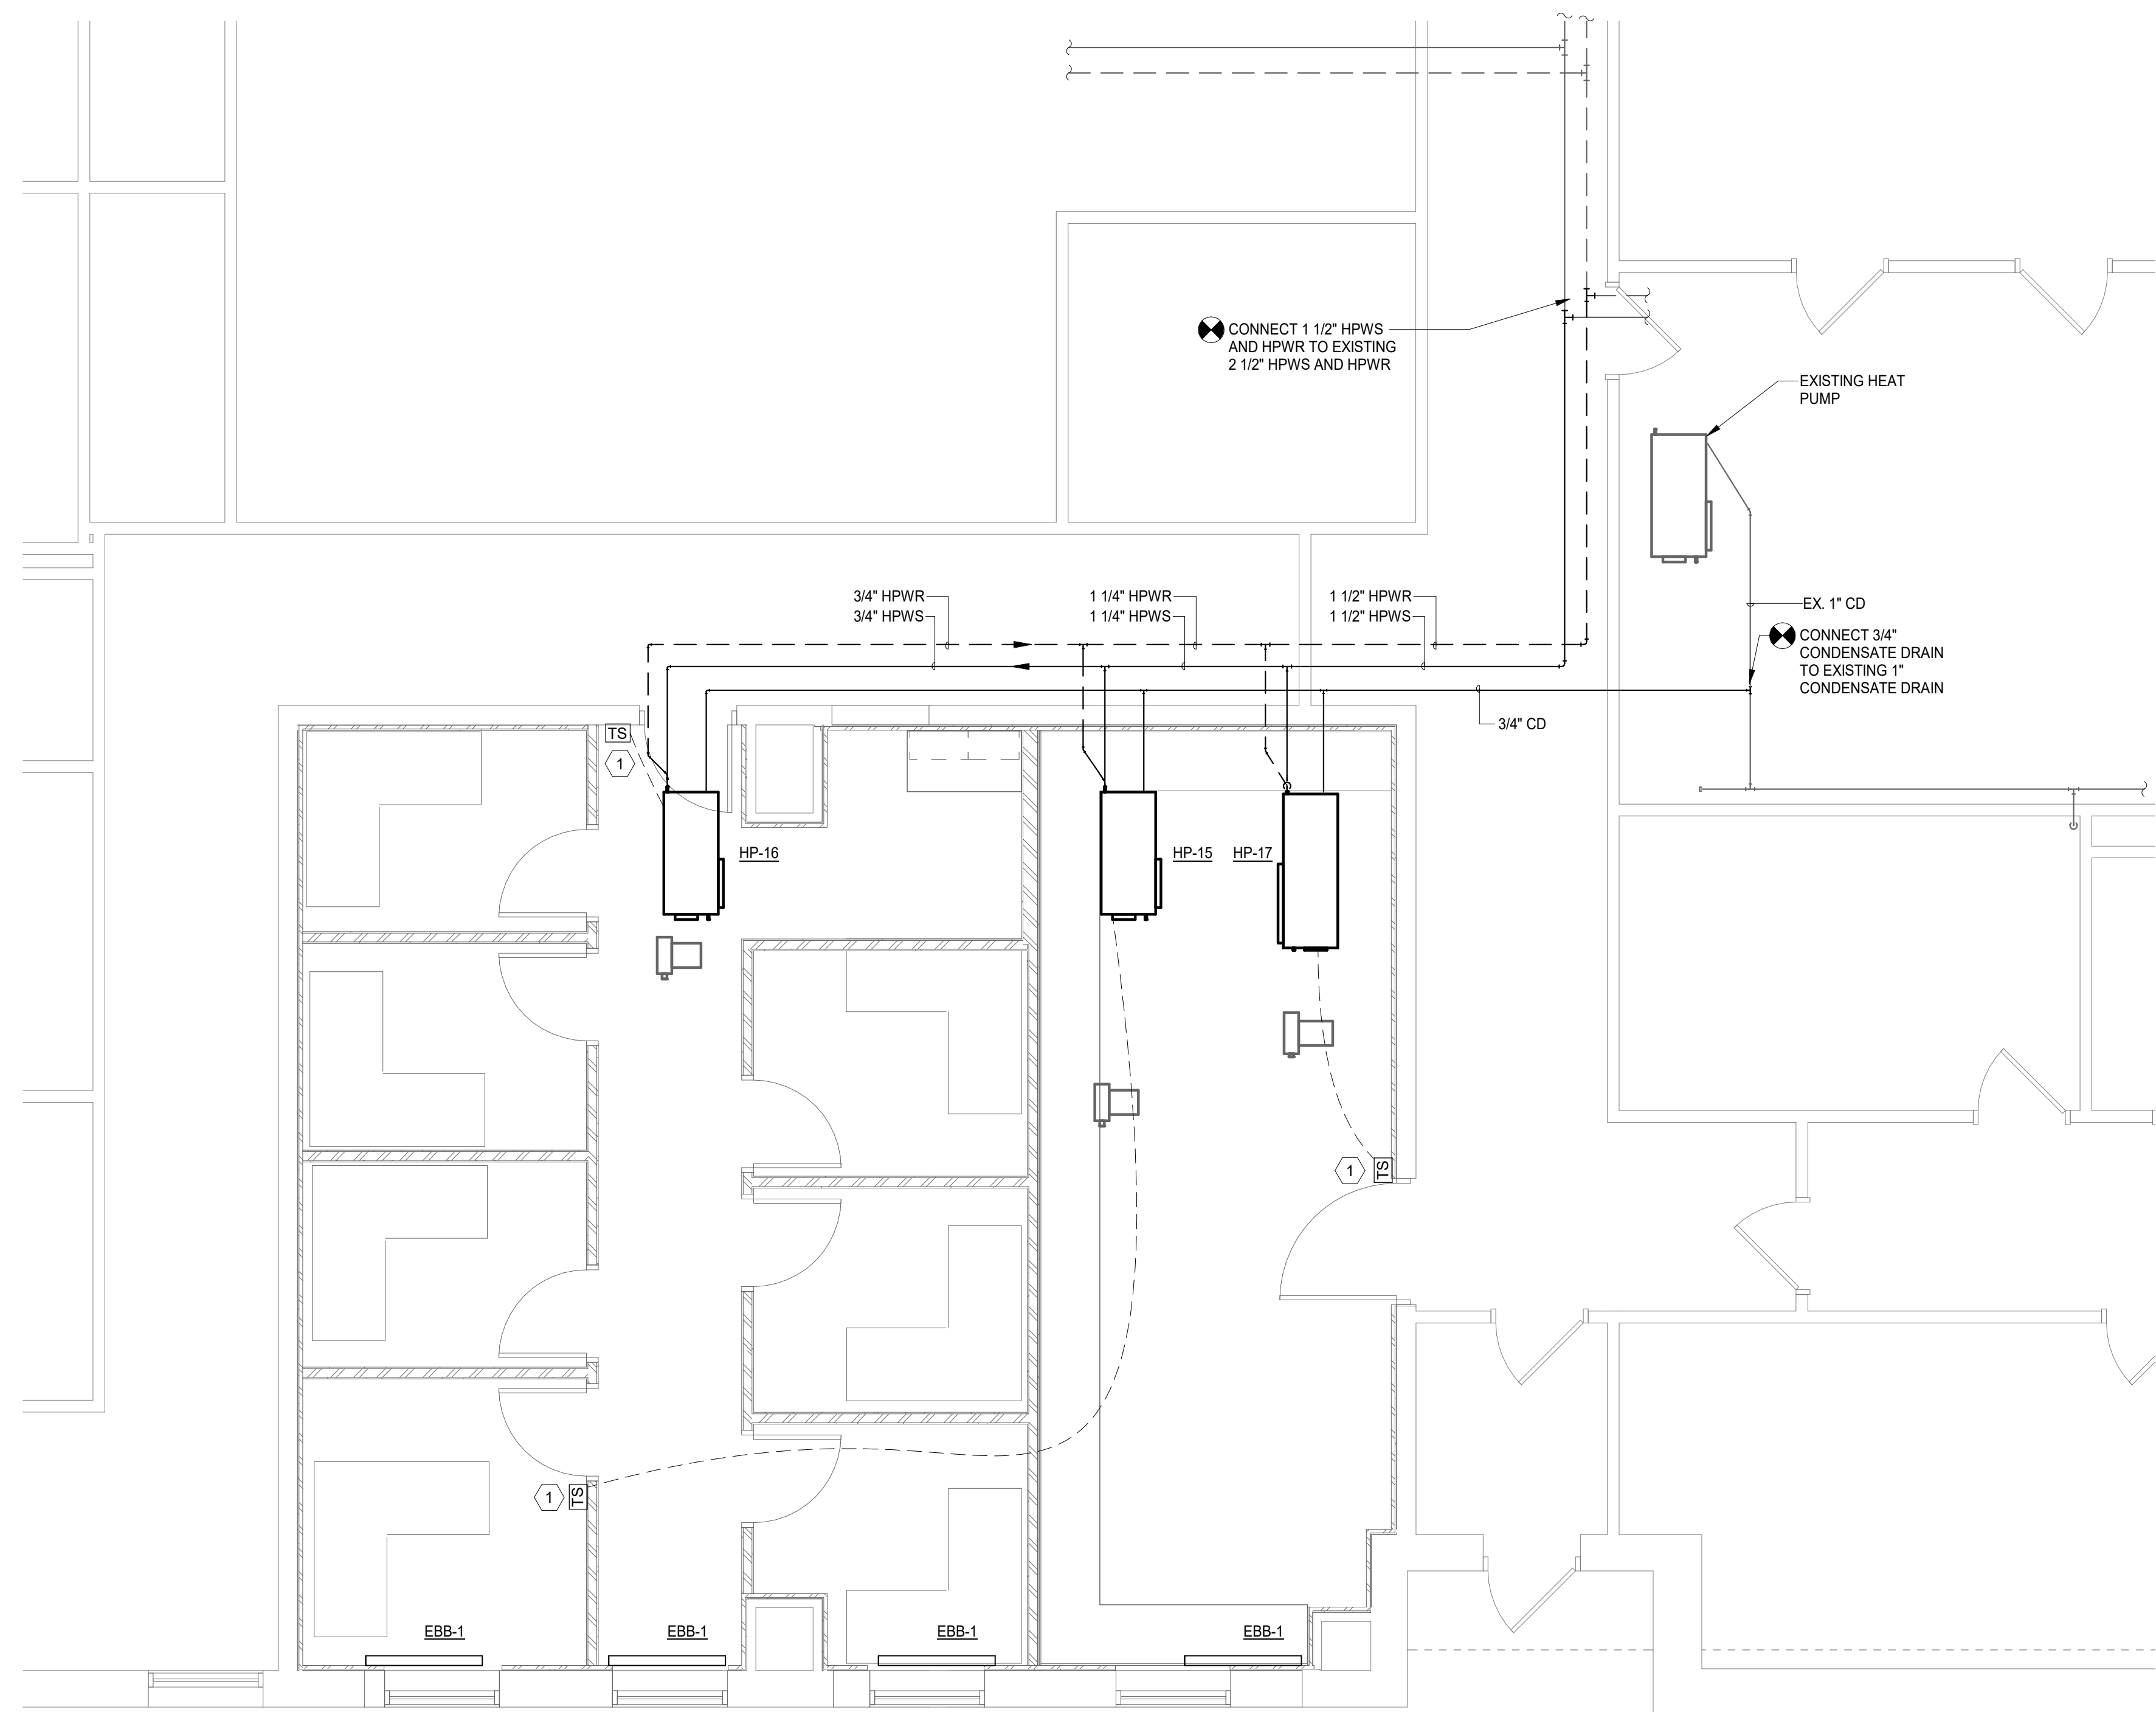 CONNECT 1 1/2" HPWS
AND HPWR TO EXISTING
2 1/2" HPWS AND HPWR
EXISTING HEAT
PUMP
3/4" HPWR
3/4" HPWS
1 1/4" HPWR
1 1/4" HPWS
1 1/2" HPWR
1 1/2" HPWS
EX. 1" CD
CONNECT 3/4"
CONDENSATE DRAIN
TO EXISTING 1"
CONDENSATE DRAIN
3/4" CD
TS
1
HP-16
HP-15
HP-17
1
TS
1
TS
EBB-1
EBB-1
EBB-1
EBB-1